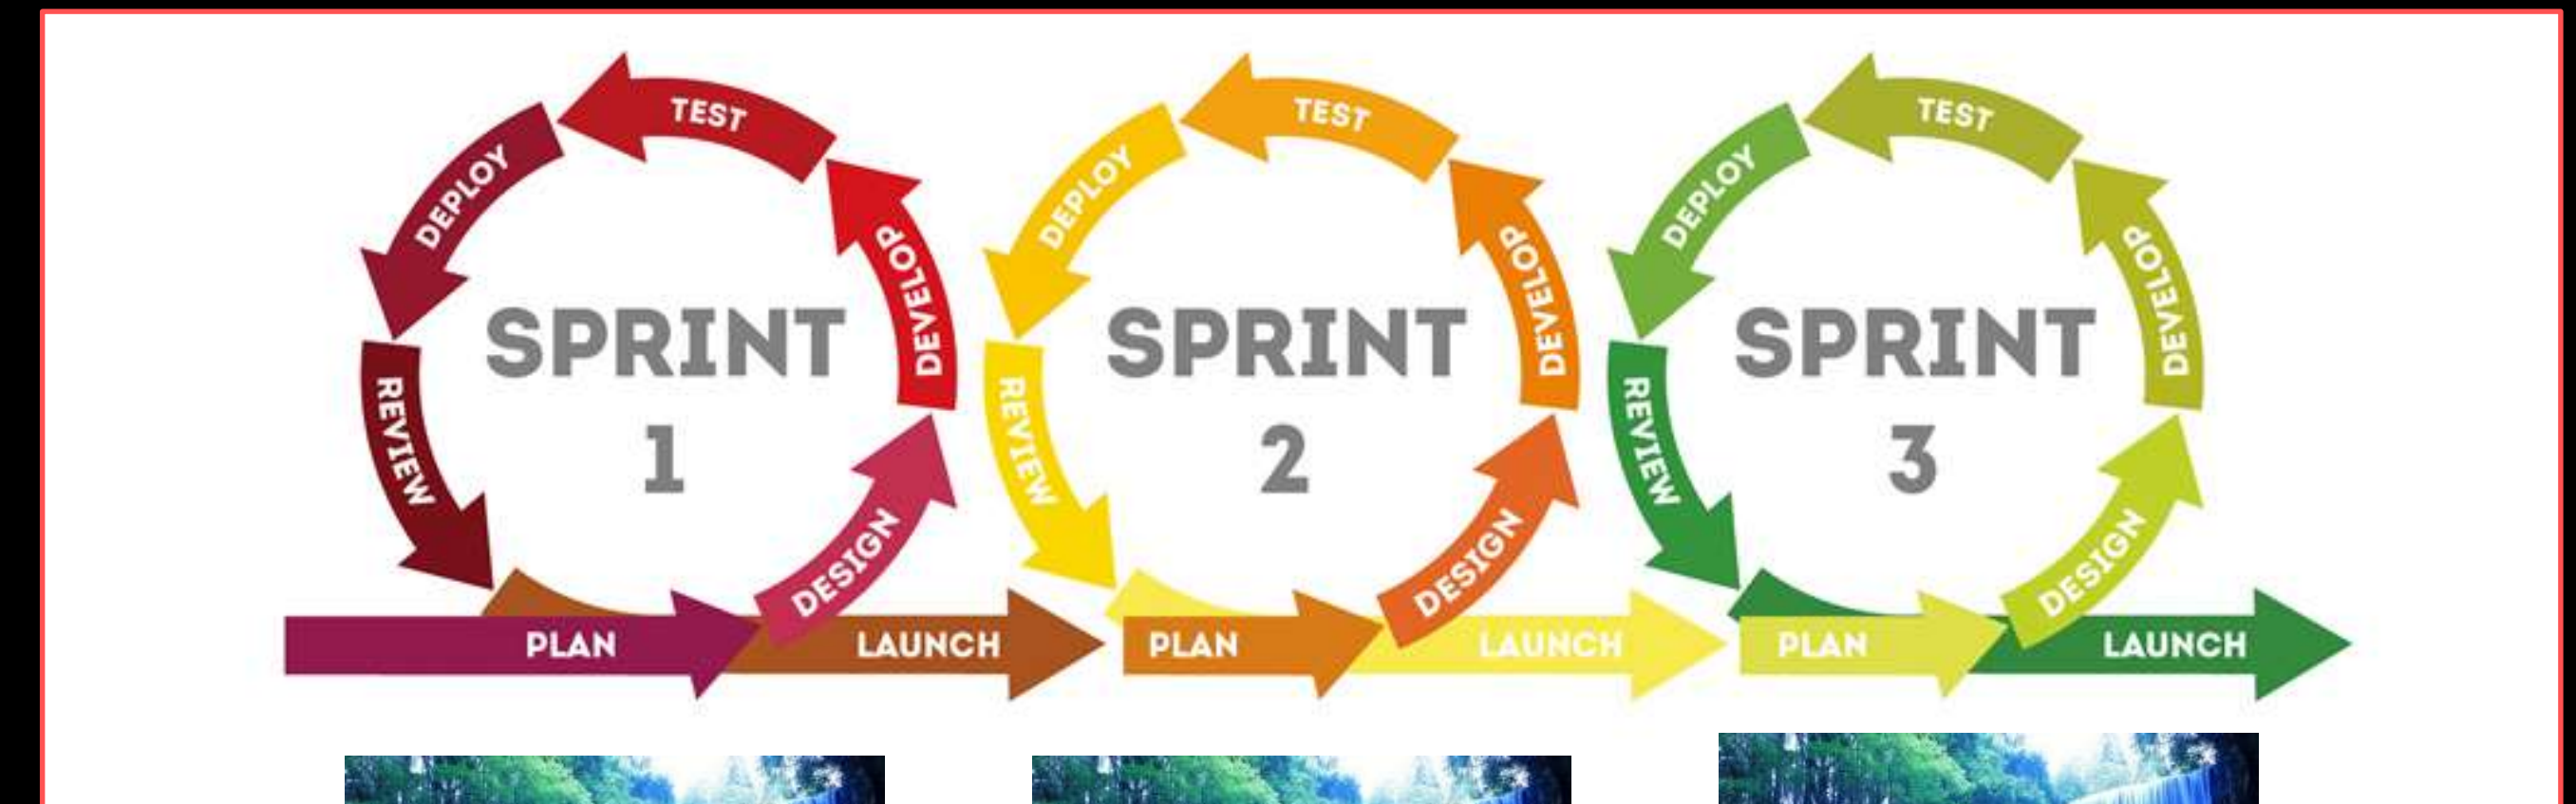 TEST
DEPLOY
DEVELOP
SPRINT
1
REVIEW
DESIGN
PLAN
LAUNCH
TEST
DEPLOY
DEVELOP
SPRINT
2
REVIEW
DESIGN
PLAN
LAUNCH
TEST
DEPLOY
DEVELOP
SPRINT
3
REVIEW
DESIGN
PLAN
LAUNCH